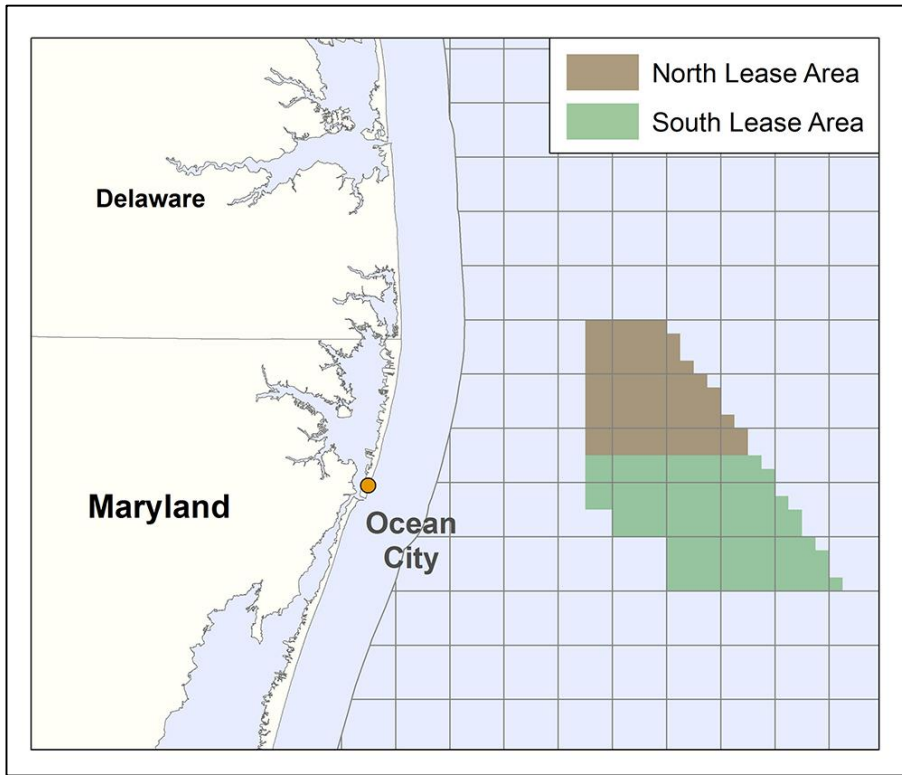 North Lease Area
South Lease Area
Delaware
Maryland
Ocean
City